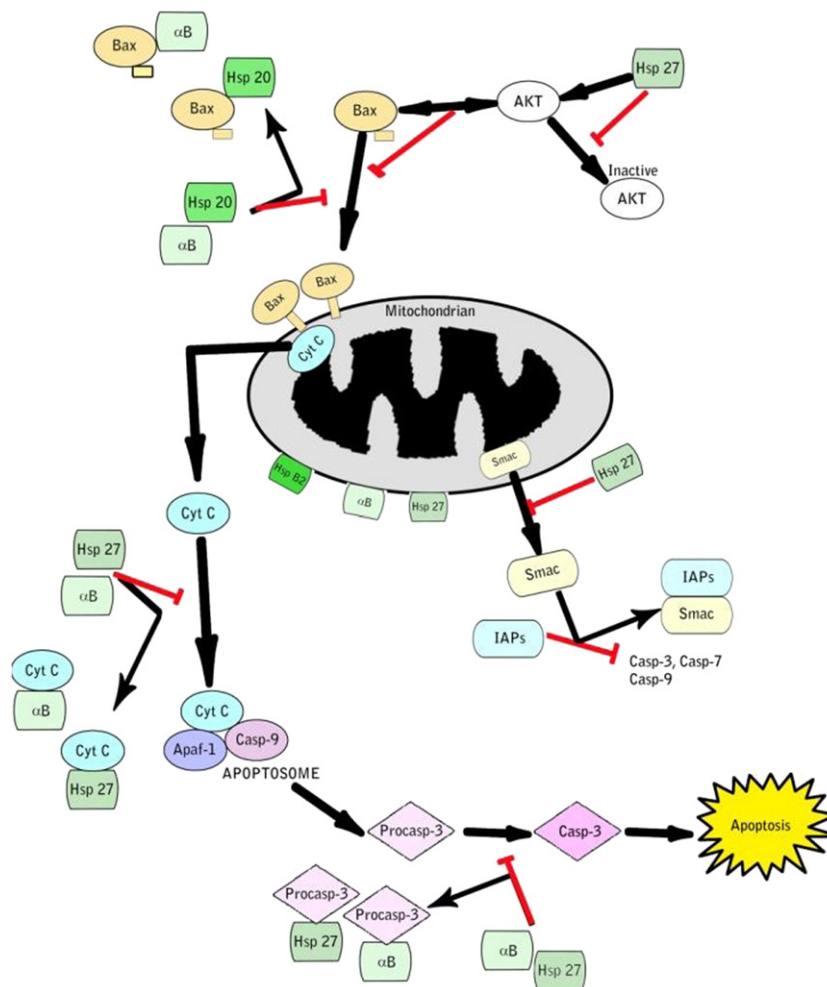 αB
Bax
Hsp 20
Bax
Hsp 27
AKT
Bax
Inactive
AKT
Hsp 20
αB
Bax
Bax
Mitochondrian
Cyt C
Smac
Hsp 27
Hsp B2
αB
Hsp 27
Cyt C
Hsp 27
αB
Smac
IAPs
Smac
IAPs
Casp-3, Casp-7
Casp-9
Cyt C
αB
Cyt C
Hsp 27
Cyt C
Apaf-1
Casp-9
APOPTOSOME
Procasp-3
Casp-3
Apoptosis
Procasp-3
Hsp 27
Procasp-3
αB
αB
Hsp 27